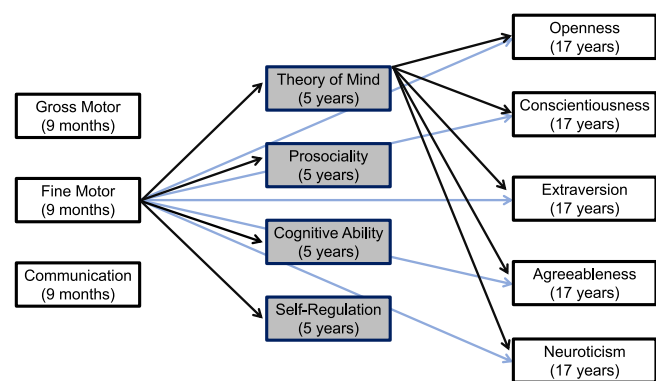 Gross Motor
(9 months)
Fine Motor
(9 months)
Communication
(9 months)
Theory of Mind
(5 years)
Prosociality
(5 years)
Cognitive Ability
(5 years)
Self-Regulation
(5 years)
Openness
(17 years)
Conscientiousness
(17 years)
Extraversion
(17 years)
Agreeableness
(17 years)
Neuroticism
(17 years)